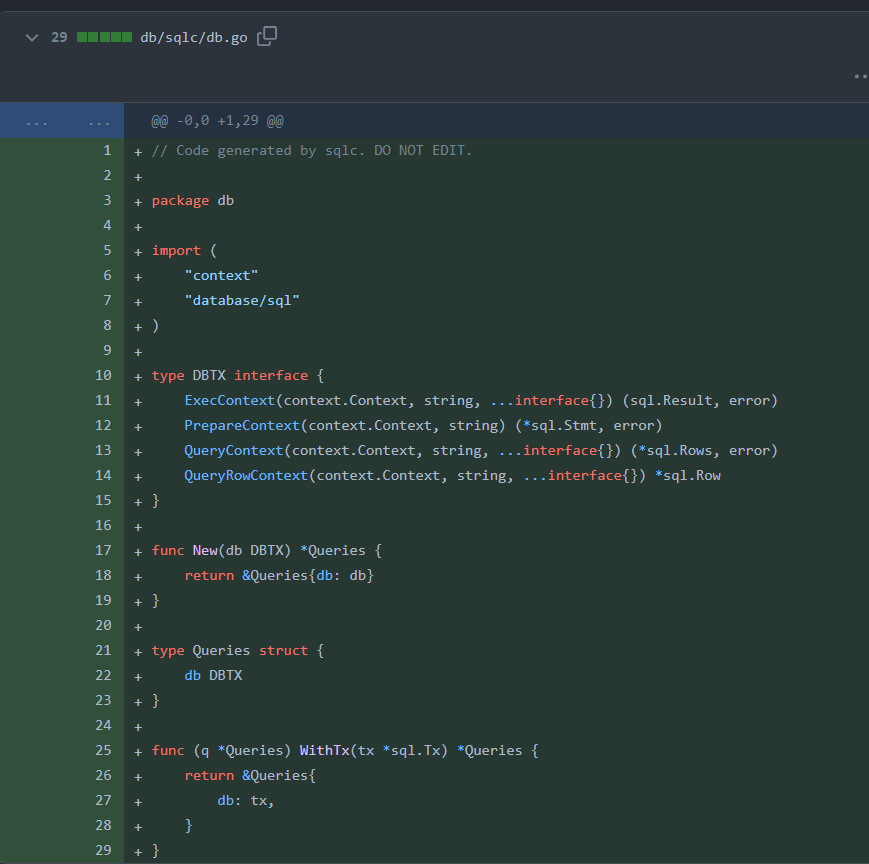 29 db/sqlc/db.go
..
... ... @@ -0,0 +1,29 @@
1 + // Code generated by sqlc. DO NOT EDIT.
2 +
3 + package db
4 +
5 + import (
6 +     "context"
7 +     "database/sql"
8 + )
9 +
10 + type DBTX interface {
11 +     ExecContext(context.Context, string, ...interface{}) (sql.Result, error)
12 +     PrepareContext(context.Context, string) (*sql.Stmt, error)
13 +     QueryContext(context.Context, string, ...interface{}) (*sql.Rows, error)
14 +     QueryRowContext(context.Context, string, ...interface{}) *sql.Row
15 + }
16 +
17 + func New(db DBTX) *Queries {
18 +     return &Queries{db: db}
19 + }
20 +
21 + type Queries struct {
22 +     db DBTX
23 + }
24 +
25 + func (q *Queries) WithTx(tx *sql.Tx) *Queries {
26 +     return &Queries{
27 +         db: tx,
28 +     }
29 + }